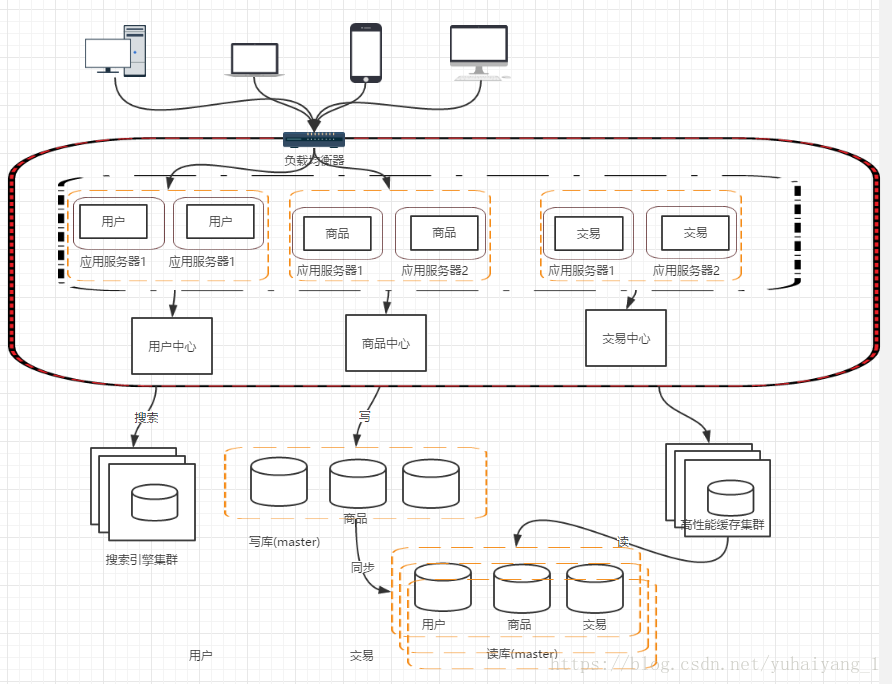 负载均衡器
用户
用户
商品
商品
交易
交易
应用服务器1
应用服务器1
应用服务器1
应用服务器2
应用服务器1
应用服务器2
用户中心
商品中心
交易中心
搜索
写
商品
高性能缓存集群
写库(master)
读
搜索引擎集群
同步
用户
商品
交易
用户
交易
读库(master)
https://blog.csdn.net/yuhaiyang_1